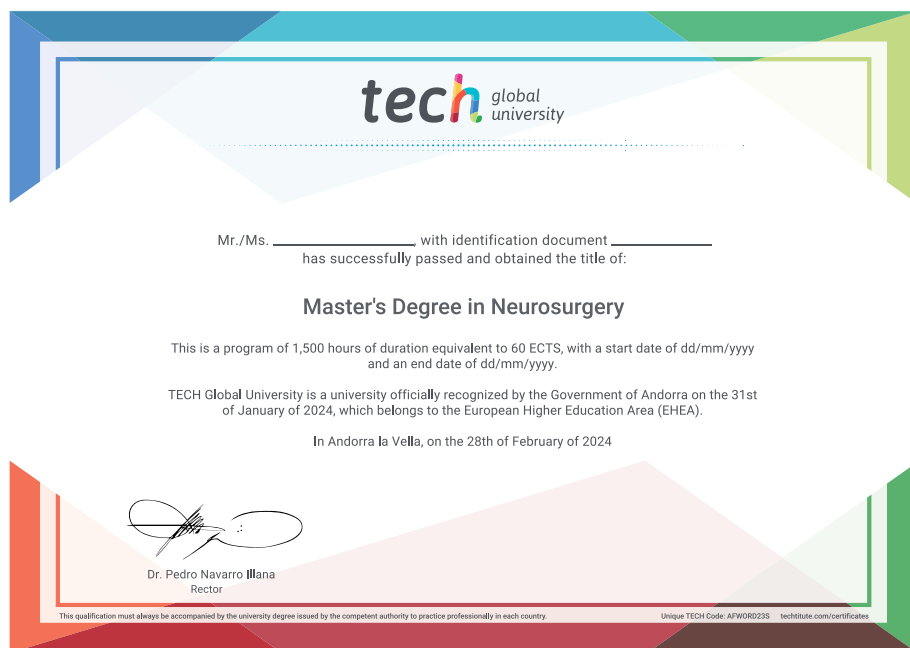 tech global university
Mr./Ms. ____________________, with identification document ______________
has successfully passed and obtained the title of:
Master's Degree in Neurosurgery
This is a program of 1,500 hours of duration equivalent to 60 ECTS, with a start date of dd/mm/yyyy
and an end date of dd/mm/yyyy.
TECH Global University is a university officially recognized by the Government of Andorra on the 31st
of January of 2024, which belongs to the European Higher Education Area (EHEA).
In Andorra la Vella, on the 28th of February of 2024
Dr. Pedro Navarro Illana
Rector
This qualification must always be accompanied by the university degree issued by the competent authority to practice professionally in each country. Unique TECH Code: AFWORD23S techtitute.com/certificates